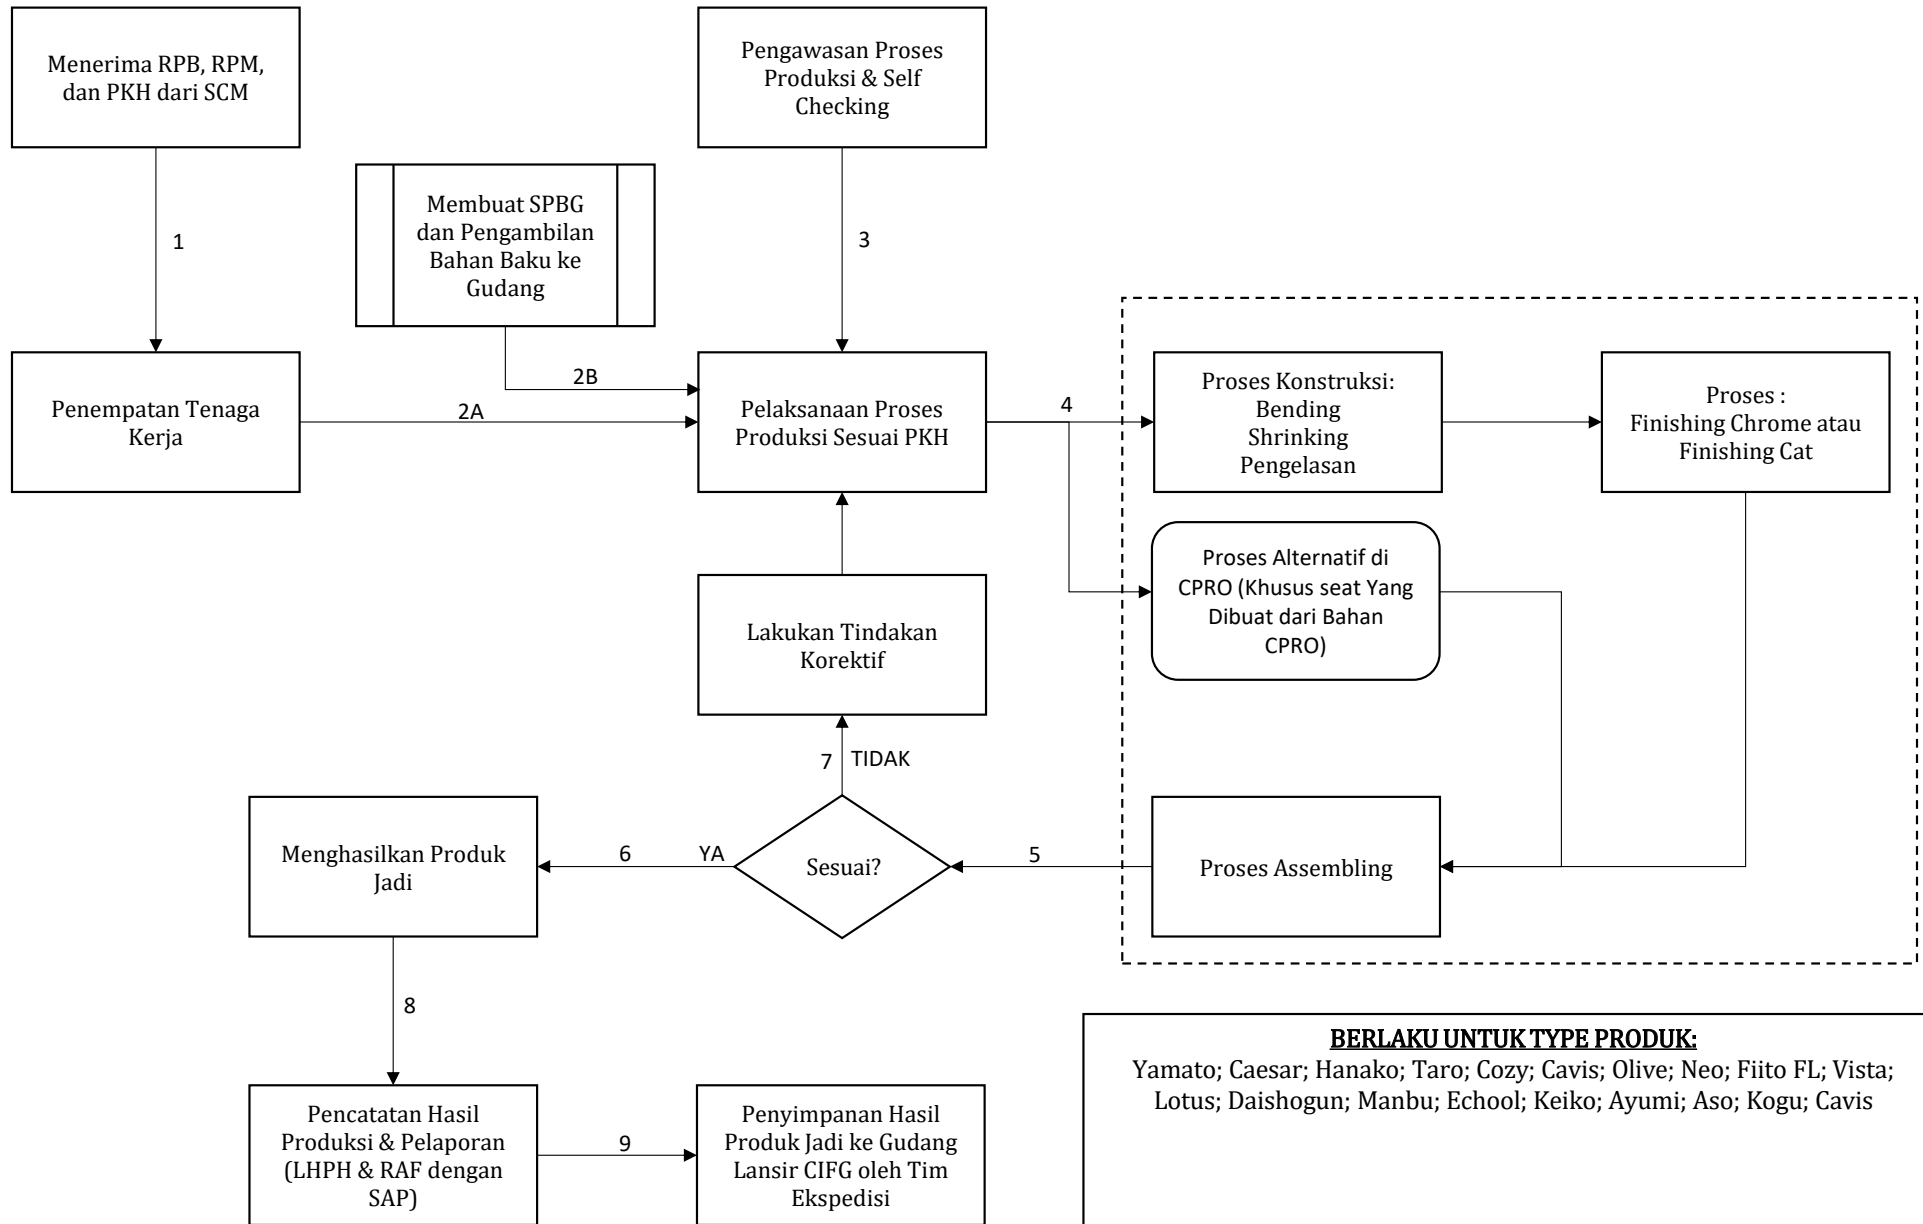 Menerima RPB, RPM,
dan PKH dari SCM
Pengawasan Proses
Produksi & Self
Checking
1
Membuat SPBG
dan Pengambilan
Bahan Baku ke
Gudang
3
Penempatan Tenaga
Kerja
2A
2B
Pelaksanaan Proses
Produksi Sesuai PKH
4
Proses Konstruksi:
Bending
Shrinking
Pengelasan
Proses :
Finishing Chrome atau
Finishing Cat
Proses Alternatif di
CPRO (Khusus seat Yang
Dibuat dari Bahan
CPRO)
Lakukan Tindakan
Korektif
7 TIDAK
Menghasilkan Produk
Jadi
6 YA
Sesuai?
5
Proses Assembling
8
Pencatatan Hasil
Produksi & Pelaporan
(LHPH & RAF dengan
SAP)
9
Penyimpanan Hasil
Produk Jadi ke Gudang
Lansir CIFG oleh Tim
Ekspedisi
BERLAKU UNTUK TYPE PRODUK:
Yamato; Caesar; Hanako; Taro; Cozy; Cavis; Olive; Neo; Fiito FL; Vista;
Lotus; Daishogun; Manbu; Echool; Keiko; Ayumi; Aso; Kogu; Cavis